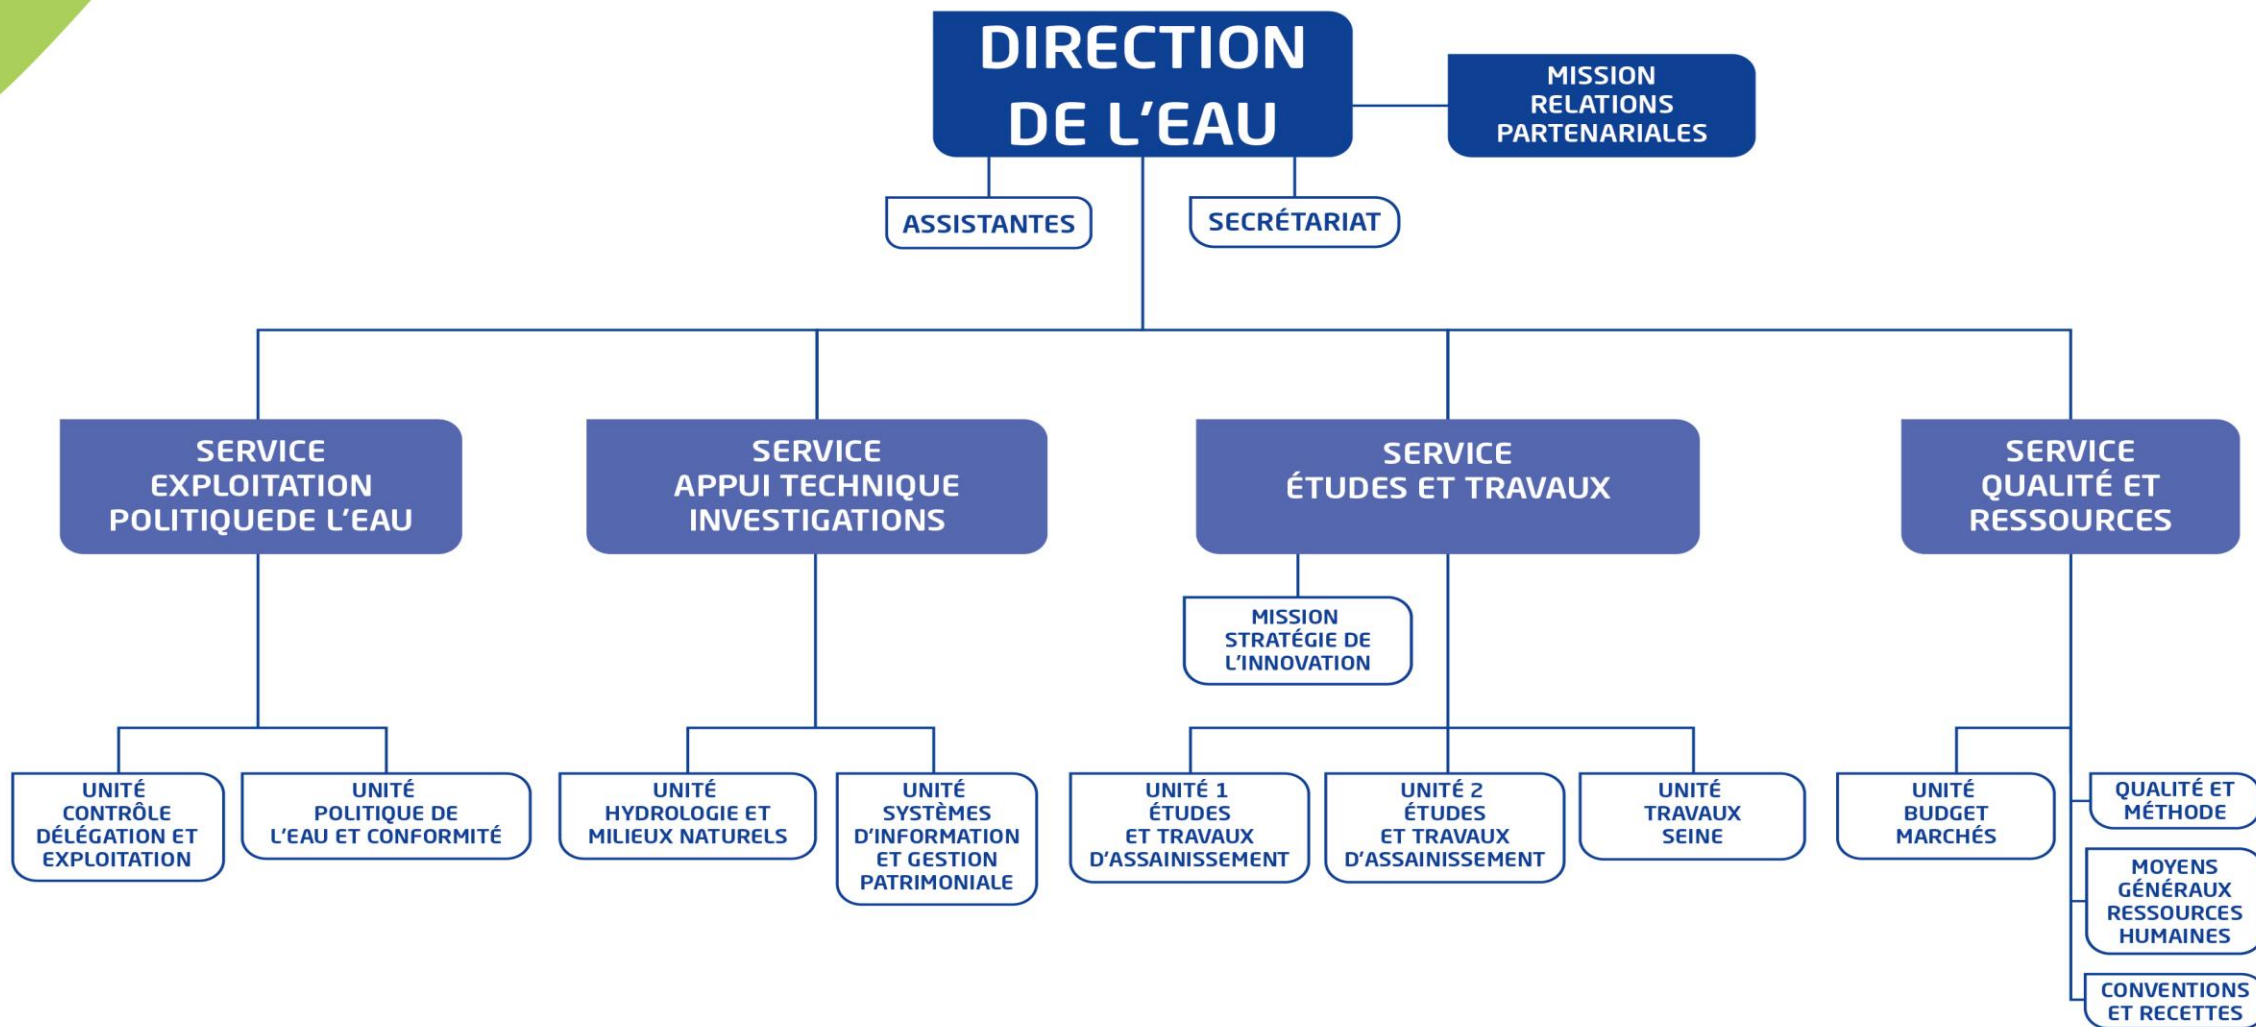 DIRECTION
DE L'EAU
MISSION
RELATIONS
PARTENARIALES
ASSISTANTES
SECRÉTARIAT
SERVICE
EXPLOITATION
POLITIQUEDE L'EAU
SERVICE
APPUI TECHNIQUE
INVESTIGATIONS
SERVICE
ÉTUDES ET TRAVAUX
SERVICE
QUALITÉ ET
RESSOURCES
MISSION
STRATÉGIE DE
L'INNOVATION
UNITÉ
CONTRÔLE
DÉLÉGATION ET
EXPLOITATION
UNITÉ
POLITIQUE DE
L'EAU ET CONFORMITÉ
UNITÉ
HYDROLOGIE ET
MILIEUX NATURELS
UNITÉ
SYSTÈMES
D'INFORMATION
ET GESTION
PATRIMONIALE
UNITÉ 1
ÉTUDES
ET TRAVAUX
D'ASSAINISSEMENT
UNITÉ 2
ÉTUDES
ET TRAVAUX
D'ASSAINISSEMENT
UNITÉ
TRAVAUX
SEINE
UNITÉ
BUDGET
MARCHÉS
QUALITÉ ET
MÉTHODE
MOYENS
GÉNÉRAUX
RESSOURCES
HUMAINES
CONVENTIONS
ET RECETTES